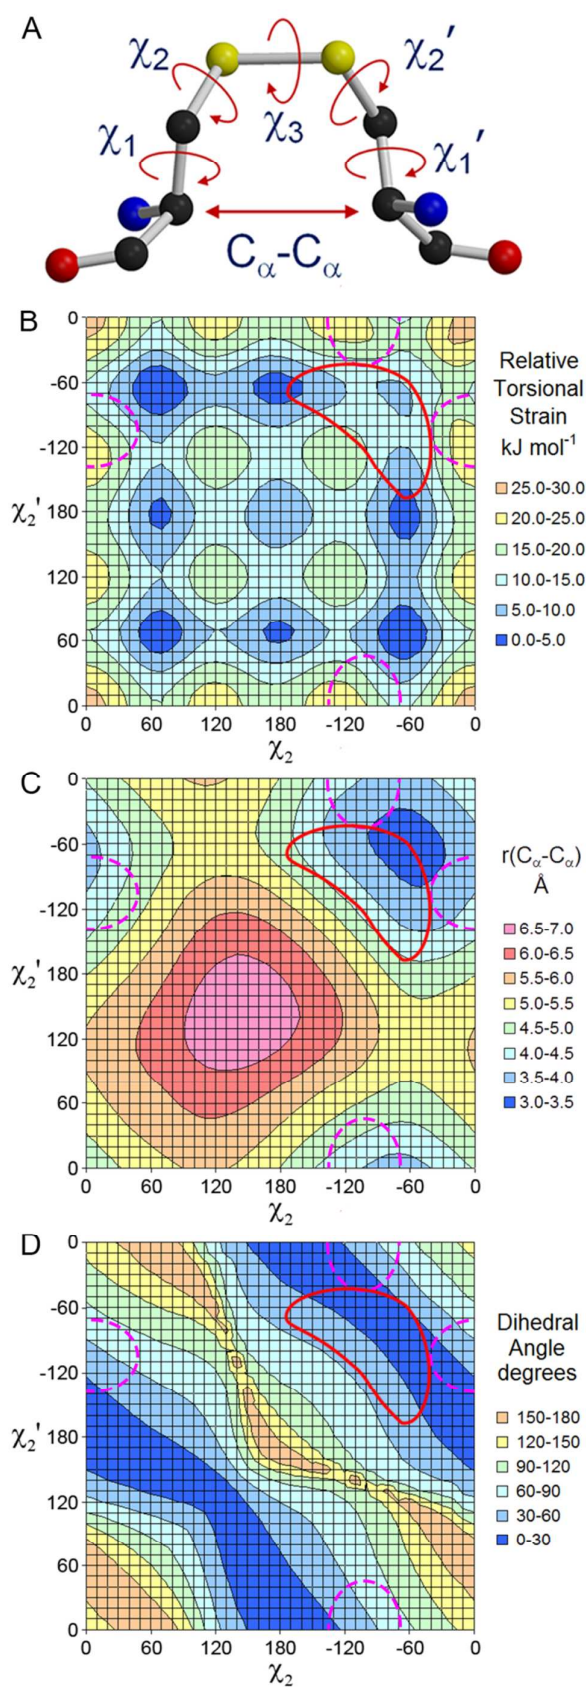 A
χ2
χ2′
χ3
χ1
χ1′
Cα-Cα
B
0
-60
-120
180
120
60
0
χ2′
0
60
120
180
-120
-60
0
χ2
Relative
Torsional
Strain
kJ mol-1
25.0-30.0
20.0-25.0
15.0-20.0
10.0-15.0
5.0-10.0
0.0-5.0
C
0
-60
-120
180
120
60
0
χ2′
0
60
120
180
-120
-60
0
χ2
r(Cα-Cα)
Å
6.5-7.0
6.0-6.5
5.5-6.0
5.0-5.5
4.5-5.0
4.0-4.5
3.5-4.0
3.0-3.5
D
0
-60
-120
180
120
60
0
χ2'
0
60
120
180
-120
-60
0
χ2
Dihedral
Angle
degrees
150-180
120-150
90-120
60-90
30-60
0-30